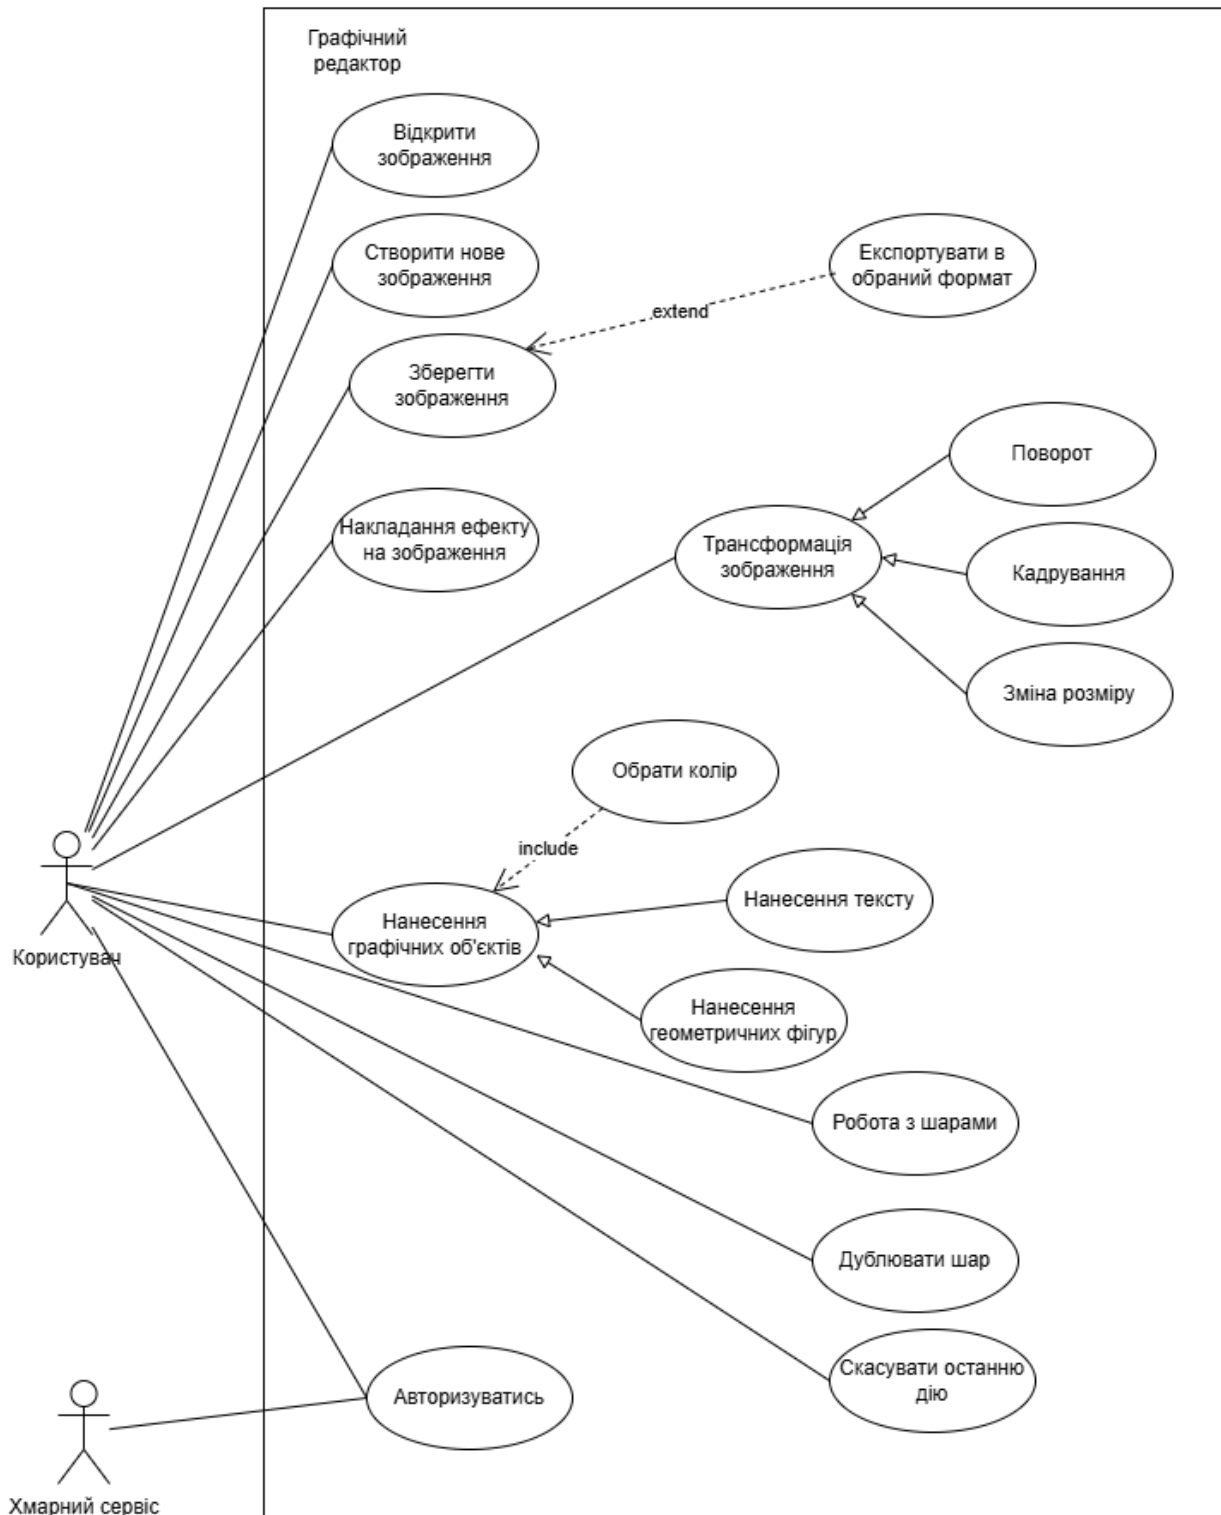 Графічний
редактор
Відкрити
зображення
Створити нове
зображення
Експортувати в
обраний формат
extend
Зберегти
зображення
Поворот
Накладання ефекту
на зображення
Трансформація
зображення
Кадрування
Зміна розміру
Обрати колір
include
Нанесення тексту
Нанесення
графічних об'єктів
Користувач
Нанесення
геометричних фігур
Робота з шарами
Дублювати шар
Скасувати останню
дію
Авторизуватись
Хмарний сервіс